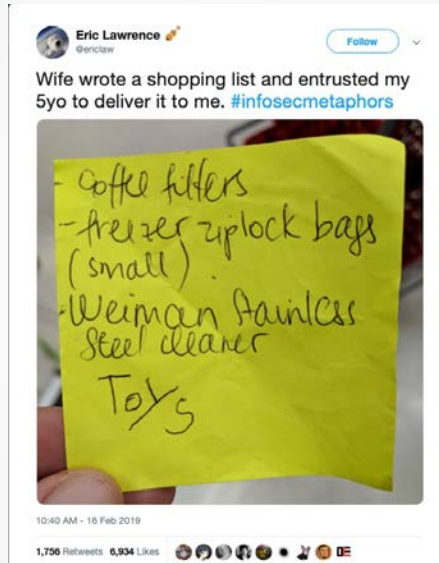 Eric Lawrence
@ericlaw
Follow
Wife wrote a shopping list and entrusted my
5yo to deliver it to me. #infosecmetaphors
- Coffee filters
- freezer ziplock bags
(small).
- Weiman Stainless
Steel cleaner
Toys
10:40 AM - 16 Feb 2019
1,756 Retweets 6,934 Likes